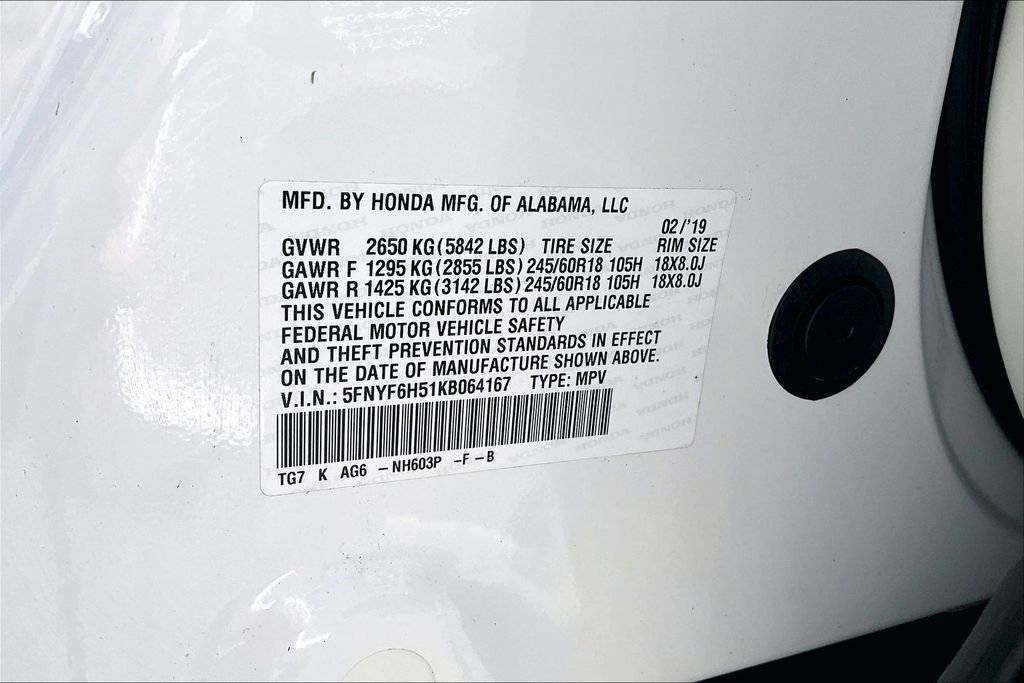 MFD. BY HONDA MFG. OF ALABAMA, LLC
02/'19
GVWR 2650 KG (5842 LBS) TIRE SIZE RIM SIZE
GAWR F 1295 KG (2855 LBS) 245/60R18 105H 18X8.0J
GAWR R 1425 KG (3142 LBS) 245/60R18 105H 18X8.0J
THIS VEHICLE CONFORMS TO ALL APPLICABLE
FEDERAL MOTOR VEHICLE SAFETY
AND THEFT PREVENTION STANDARDS IN EFFECT
ON THE DATE OF MANUFACTURE SHOWN ABOVE.
V.I.N.: 5FNYF6H51KB064167 TYPE: MPV
TG7 K AG6 -NH603P -F-B